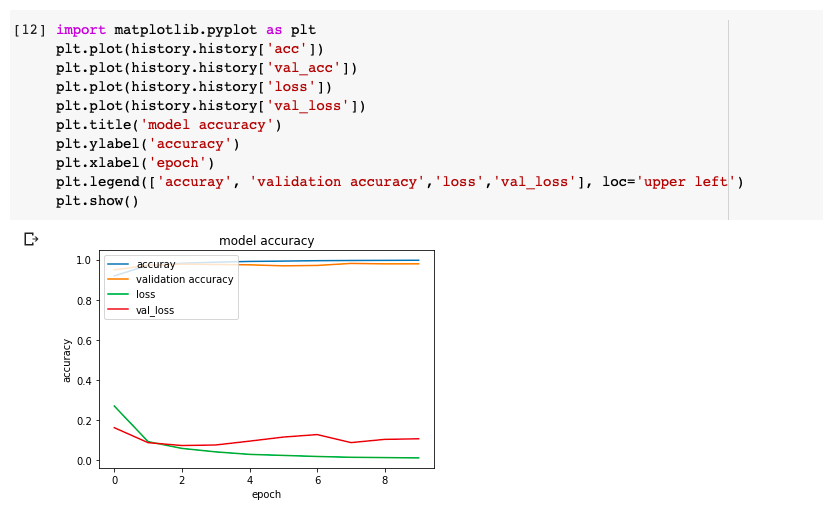 [12] import matplotlib.pyplot as plt
plt.plot(history.history['acc'])
plt.plot(history.history['val_acc'])
plt.plot(history.history['loss'])
plt.plot(history.history['val_loss'])
plt.title('model accuracy')
plt.ylabel('accuracy')
plt.xlabel('epoch')
plt.legend(['accuray', 'validation accuracy','loss','val_loss'], loc='upper left')
plt.show()
model accuracy
accuray
validation accuracy
loss
val_loss
accuracy
1.0
0.8
0.6
0.4
0.2
0.0
0 2 4 6 8
epoch